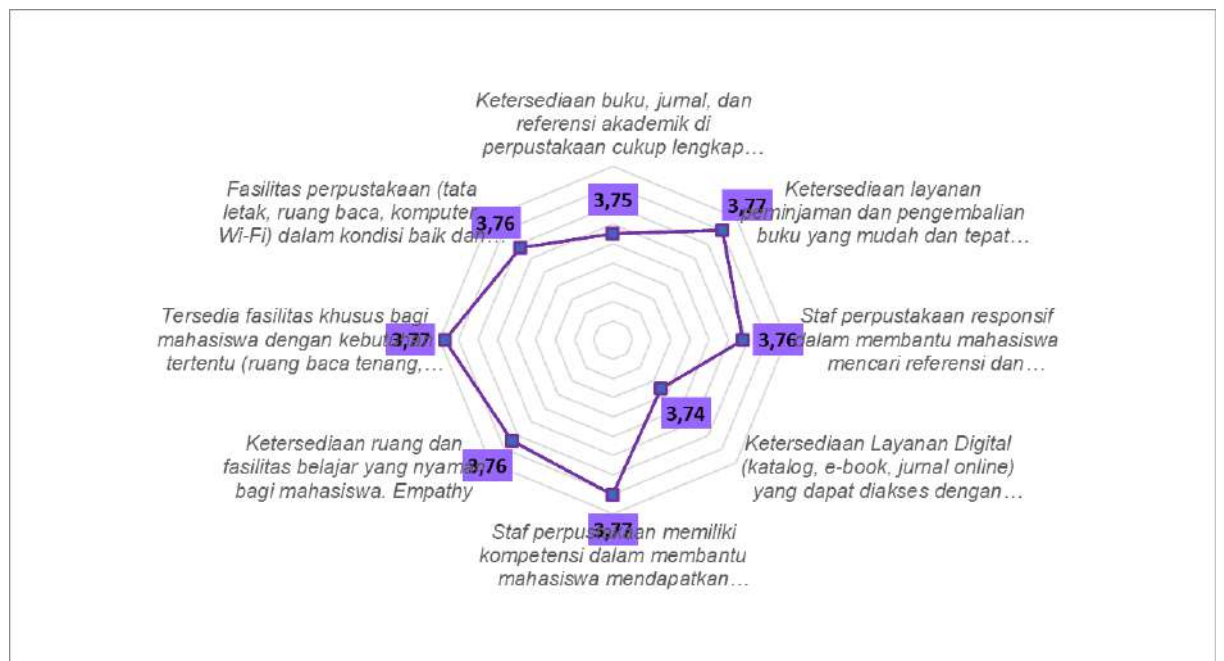 Ketersediaan buku, jurnal, dan
referensi akademik di
perpustakaan cukup lengkap…
3,75
Ketersediaan layanan
peminjaman dan pengembalian
buku yang mudah dan tepat…
3,77
Staf perpustakaan responsif
dalam membantu mahasiswa
mencari referensi dan…
3,76
Ketersediaan Layanan Digital
(katalog, e-book, jurnal online)
yang dapat diakses dengan…
3,74
Staf perpustakaan memiliki
kompetensi dalam membantu
mahasiswa mendapatkan…
3,77
Ketersediaan ruang dan
fasilitas belajar yang nyaman
bagi mahasiswa. Empathy
3,76
Tersedia fasilitas khusus bagi
mahasiswa dengan kebutuhan
tertentu (ruang baca tenang,…
3,77
Fasilitas perpustakaan (tata
letak, ruang baca, komputer,
Wi-Fi) dalam kondisi baik dan…
3,76